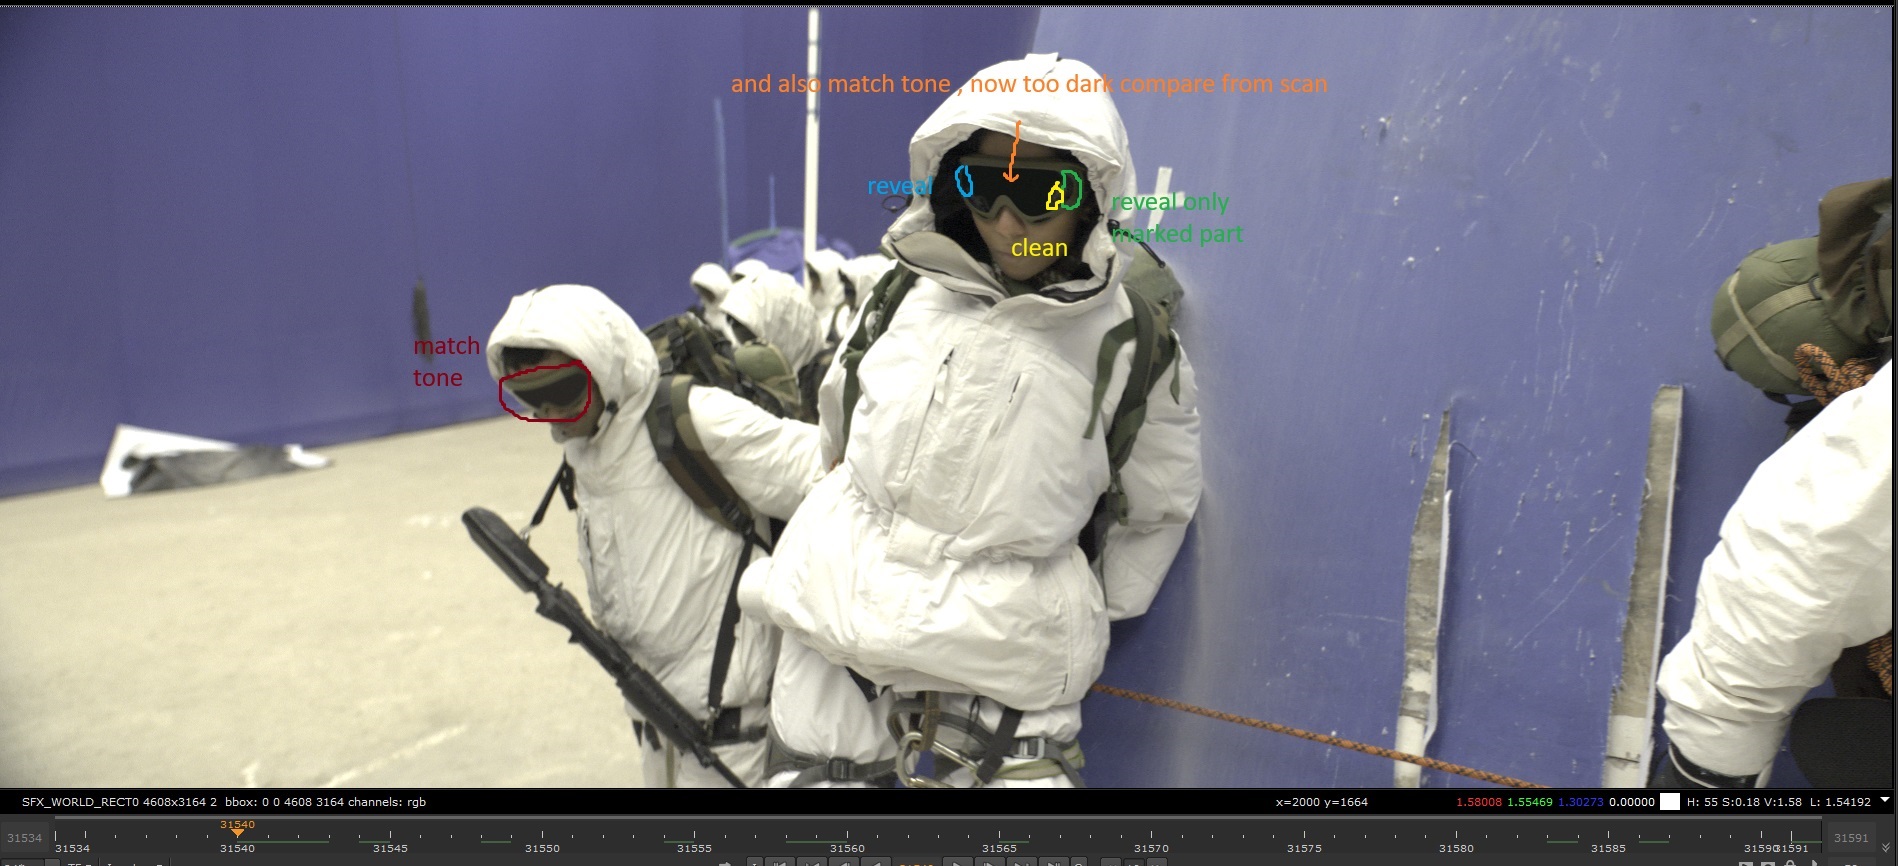 and also match tone , now too dark compare from scan
reveal
reveal only
marked part
clean
match
tone
SFX_WORLD_RECT0 4608x3164 2 bbox: 0 0 4608 3164 channels: rgb
x=2000 y=1664
1.58008 1.55469 1.30273 0.00000 H: 55 S:0.18 V:1.58 L: 1.54192
31540
31534
31591
31534 31540 31545 31550 31555 31560 31565 31570 31575 31580 31585 31590 31591